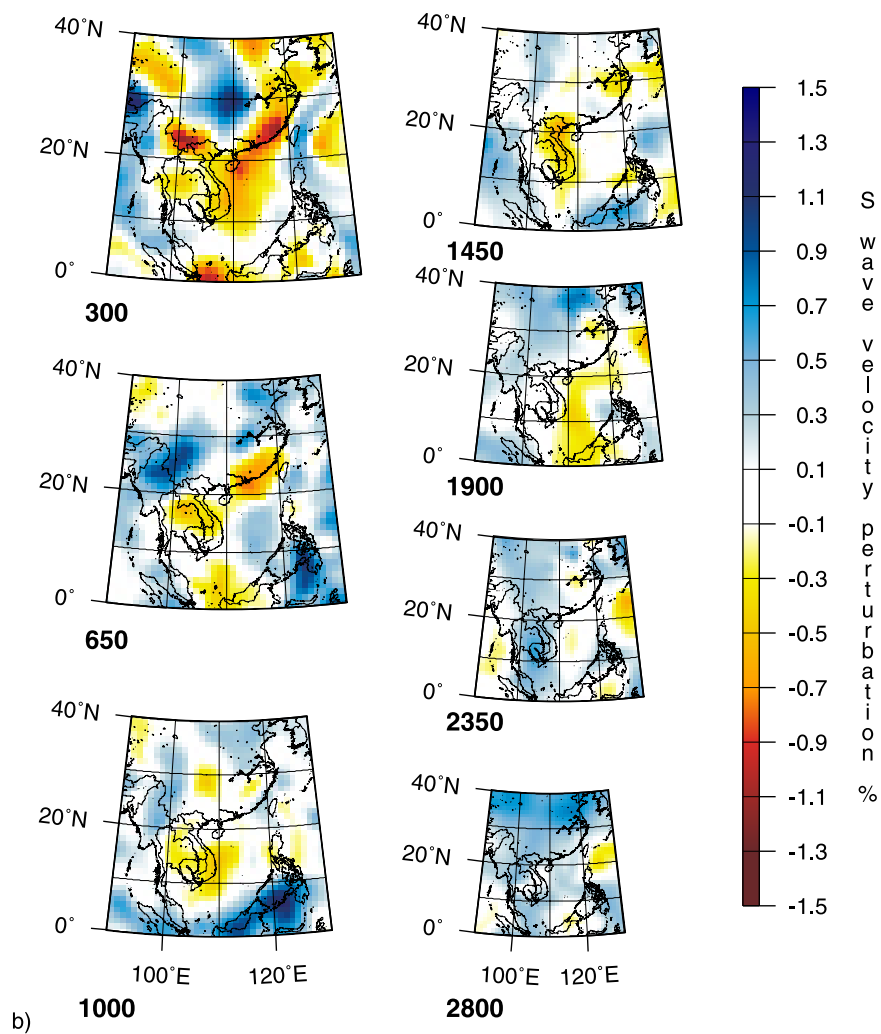 40°N
20°N
0°
300
40°N
20°N
0°
650
40°N
20°N
0°
100°E 120°E
1000
40°N
20°N
0°
1450
40°N
20°N
0°
1900
40°N
20°N
0°
2350
40°N
20°N
0°
100°E 120°E
2800
1.5
1.3
1.1
0.9
0.7
0.5
0.3
0.1
-0.1
-0.3
-0.5
-0.7
-0.9
-1.1
-1.3
-1.5
S wave velocity perturbation %
b)